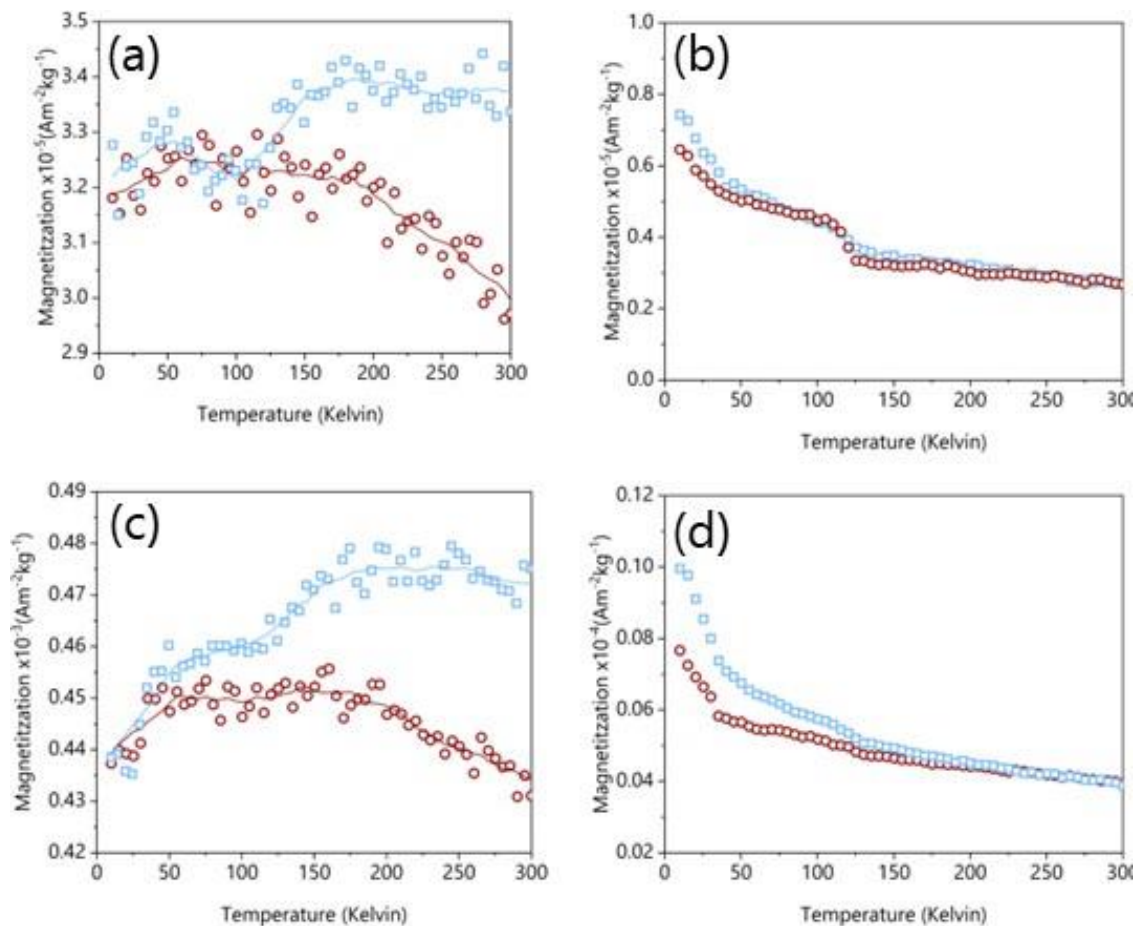 (a)
Magnetitzation x10⁻⁵(Am⁻²kg⁻¹)
3.5
3.4
3.3
3.2
3.1
3.0
2.9
0 50 100 150 200 250 300
Temperature (Kelvin)
(b)
Magnetitzation x10⁻⁵(Am⁻²kg⁻¹)
1.0
0.8
0.6
0.4
0.2
0.0
0 50 100 150 200 250 300
Temperature (Kelvin)
(c)
Magnetitzation x10⁻³(Am⁻²kg⁻¹)
0.49
0.48
0.47
0.46
0.45
0.44
0.43
0.42
0 50 100 150 200 250 300
Temperature (Kelvin)
(d)
Magnetitzation x10⁻⁴(Am⁻²kg⁻¹)
0.12
0.10
0.08
0.06
0.04
0.02
0 50 100 150 200 250 300
Temperature (Kelvin)